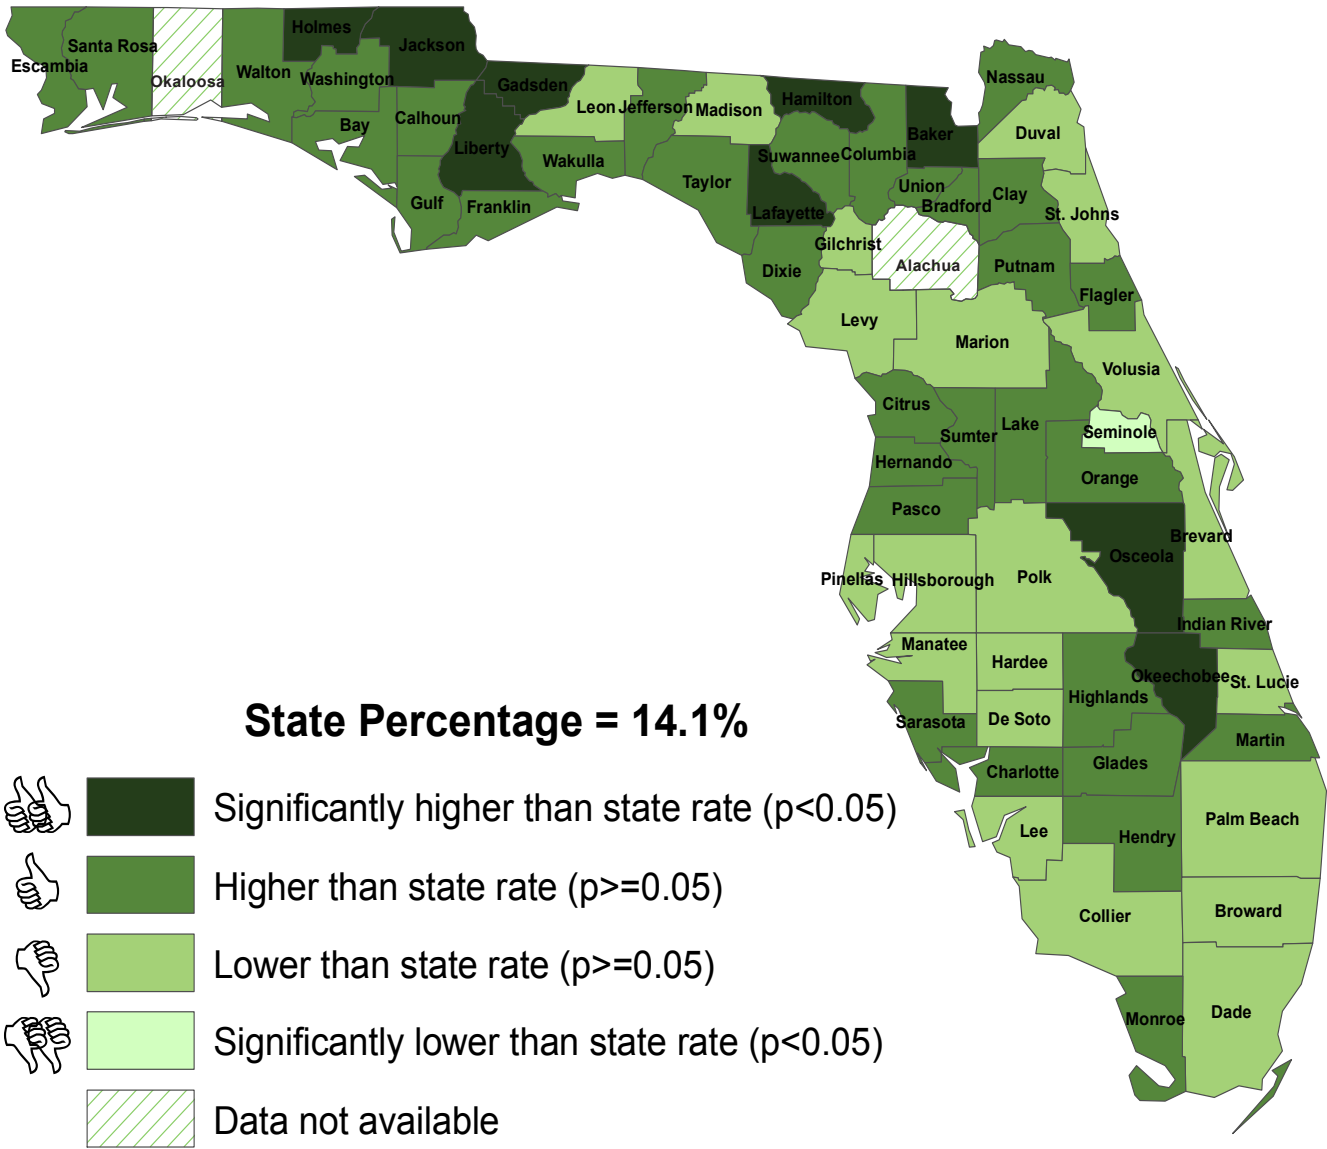 Holmes
Jackson
Santa Rosa
Escambia
Okaloosa
Walton
Washington
Gadsden
Nassau
Calhoun
Bay
Leon
Jefferson
Madison
Hamilton
Baker
Duval
Liberty
Wakulla
Suwannee
Columbia
Taylor
Union
Bradford
Clay
Gulf
Franklin
Lafayette
St. Johns
Gilchrist
Alachua
Putnam
Dixie
Flagler
Levy
Marion
Volusia
Citrus
Lake
Sumter
Seminole
Hernando
Orange
Pasco
Brevard
Osceola
Pinellas
Hillsborough
Polk
Indian River
Manatee
Hardee
Okeechobee
St. Lucie
Highlands
Sarasota
De Soto
Martin
Charlotte
Glades
Lee
Hendry
Palm Beach
Collier
Broward
Monroe
Dade
State Percentage = 14.1%
Significantly higher than state rate (p<0.05)
Higher than state rate (p>=0.05)
Lower than state rate (p>=0.05)
Significantly lower than state rate (p<0.05)
Data not available